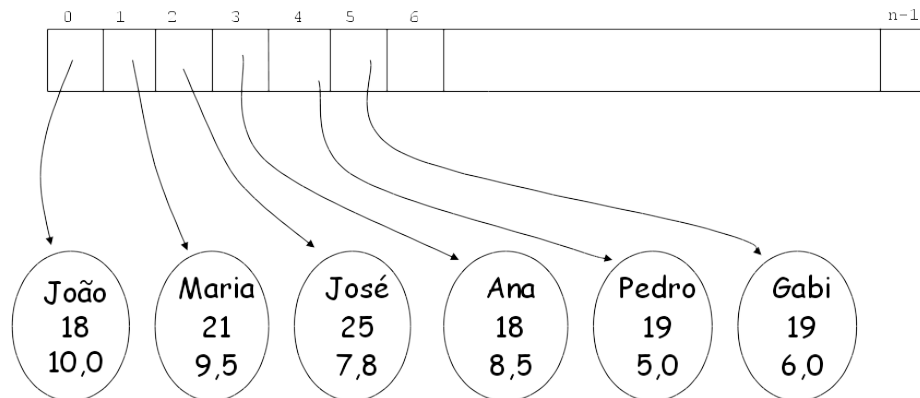 0 1 2 3 4 5 6 n-1
João Maria José Ana Pedro Gabi
18 21 25 18 19 19
10,0 9,5 7,8 8,5 5,0 6,0